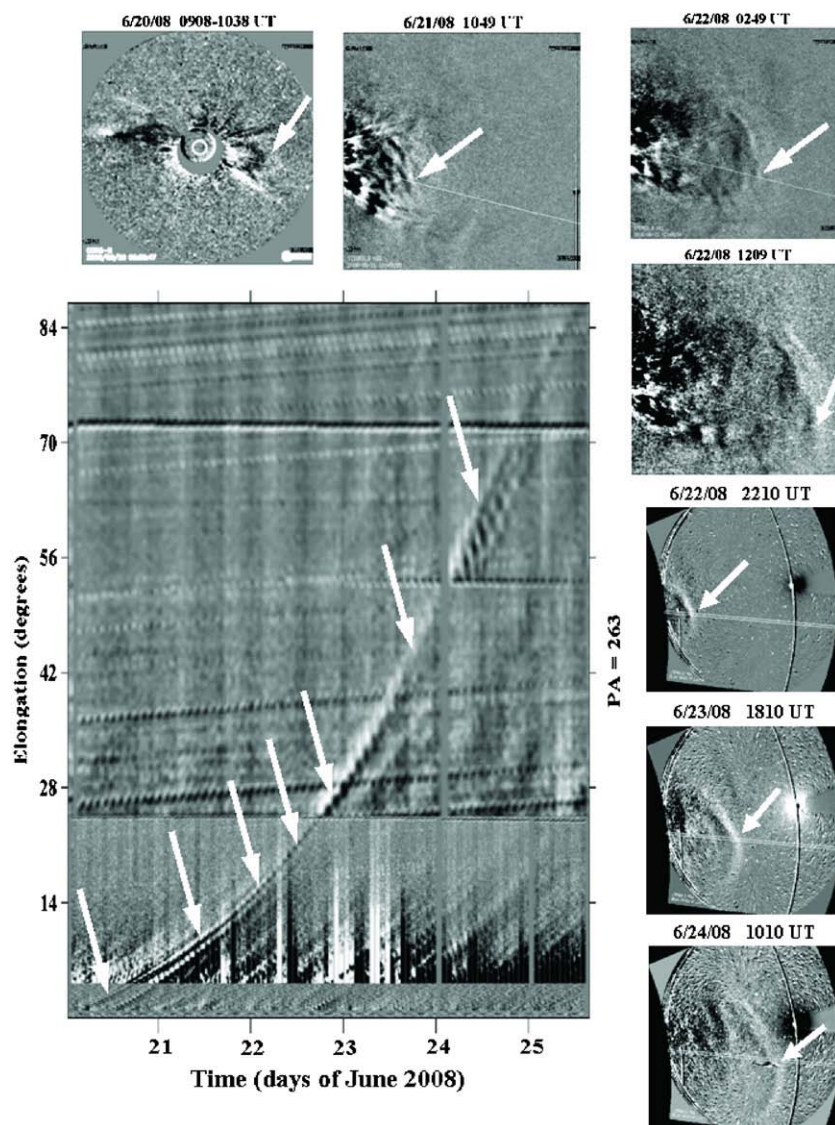 6/20/08 0908-1038 UT
6/21/08 1049 UT
6/22/08 0249 UT
6/22/08 1209 UT
6/22/08 2210 UT
6/23/08 1810 UT
6/24/08 1010 UT
84
70
56
42
28
14
Elongation (degrees)
PA = 263
21 22 23 24 25
Time (days of June 2008)